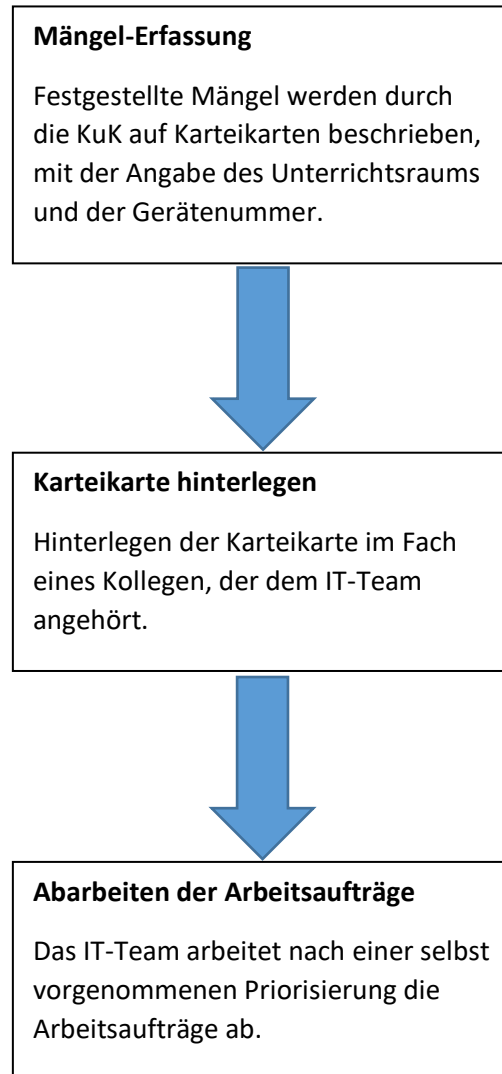 Mängel-Erfassung
Festgestellte Mängel werden durch
die KuK auf Karteikarten beschrieben,
mit der Angabe des Unterrichtsraums
und der Gerätenummer.
Karteikarte hinterlegen
Hinterlegen der Karteikarte im Fach
eines Kollegen, der dem IT-Team
angehört.
Abarbeiten der Arbeitsaufträge
Das IT-Team arbeitet nach einer selbst
vorgenommenen Priorisierung die
Arbeitsaufträge ab.